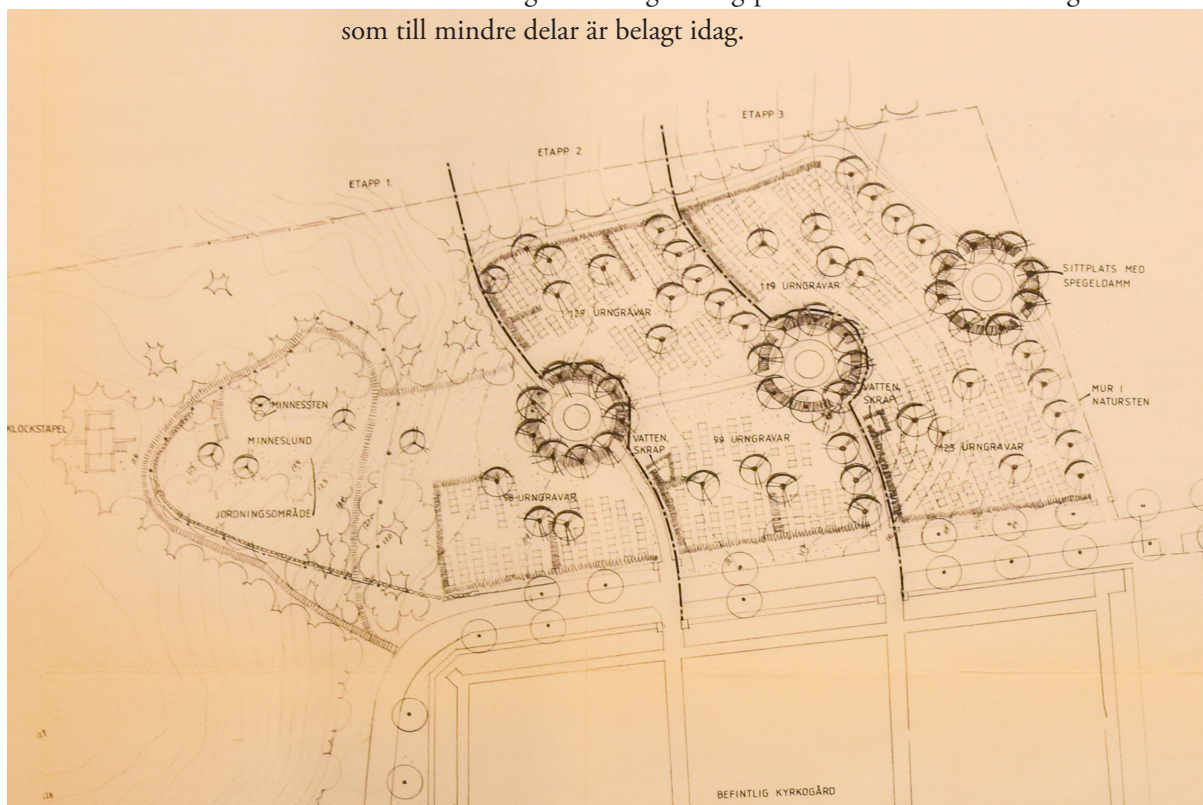 som till mindre delar är belagt idag.
ETAPP 3.
ETAPP 2.
ETAPP 1.
SITTPLATS MED
SPEGELDAMM
119 URNGRAVAR
129 URNGRAVAR
MUR I
NATURSTEN
VATTEN,
SKRAP
MINNESSTEN
KLOCKSTAPEL
MINNESLUND
99 URNGRAVAR
VATTEN,
SKRAP
123 URNGRAVAR
98 URNGRAVAR
JORDNINGSOMRÅDE
BEFINTLIG KYRKOGÅRD